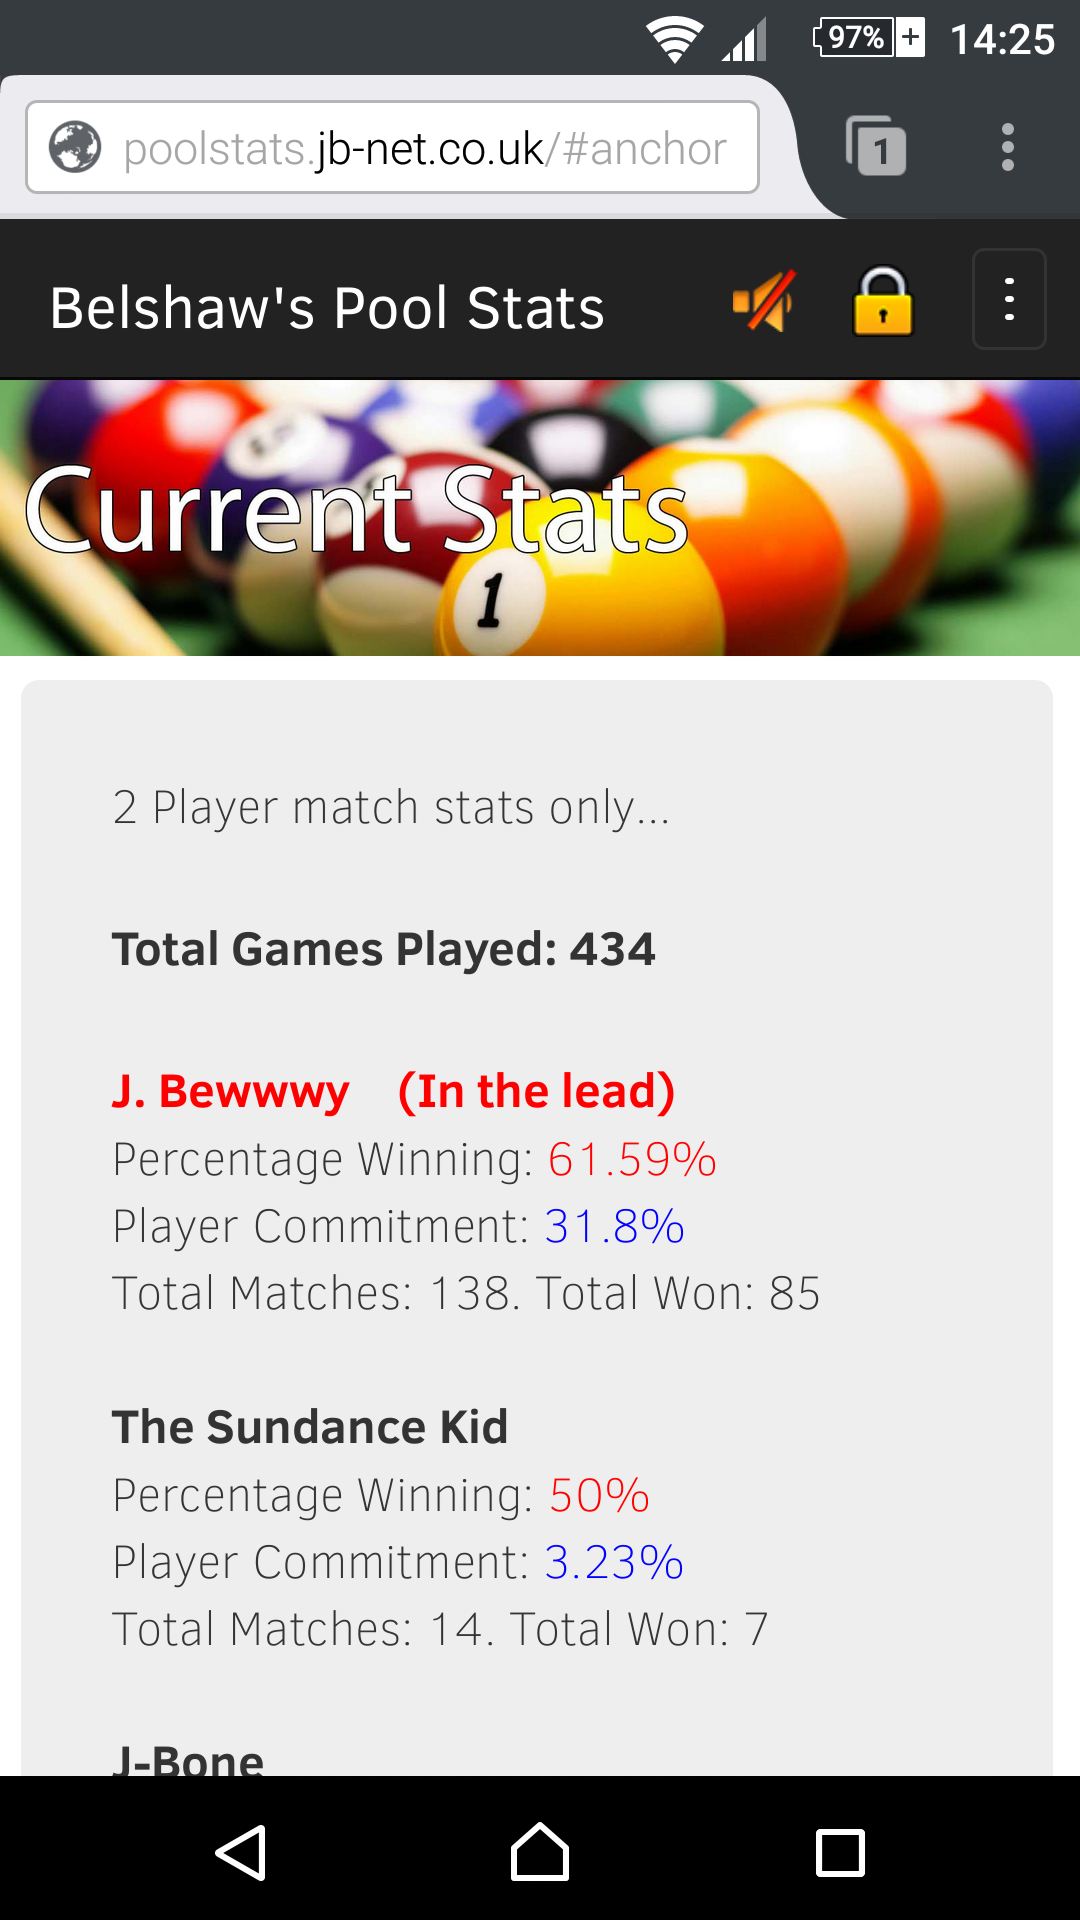 97% 14:25
poolstats.jb-net.co.uk/#anchor 1
Belshaw's Pool Stats
Current Stats
1
2 Player match stats only...
Total Games Played: 434
J. Bewwwy (In the lead)
Percentage Winning: 61.59%
Player Commitment: 31.8%
Total Matches: 138. Total Won: 85
The Sundance Kid
Percentage Winning: 50%
Player Commitment: 3.23%
Total Matches: 14. Total Won: 7
J-Bone